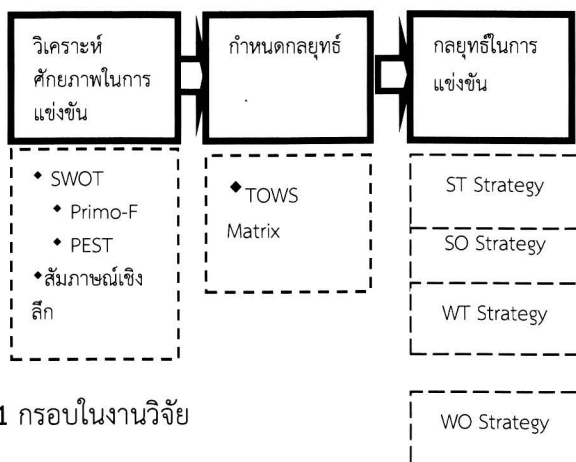 วิเคราะห์
ศักยภาพในการ
แข่งขัน
กำหนดกลยุทธ์
กลยุทธ์ในการ
แข่งขัน
◆ SWOT
◆ Primo-F
◆ PEST
◆สัมภาษณ์เชิง
ลึก
◆TOWS
Matrix
ST Strategy
SO Strategy
WT Strategy
WO Strategy
1 กรอบในงานวิจัย